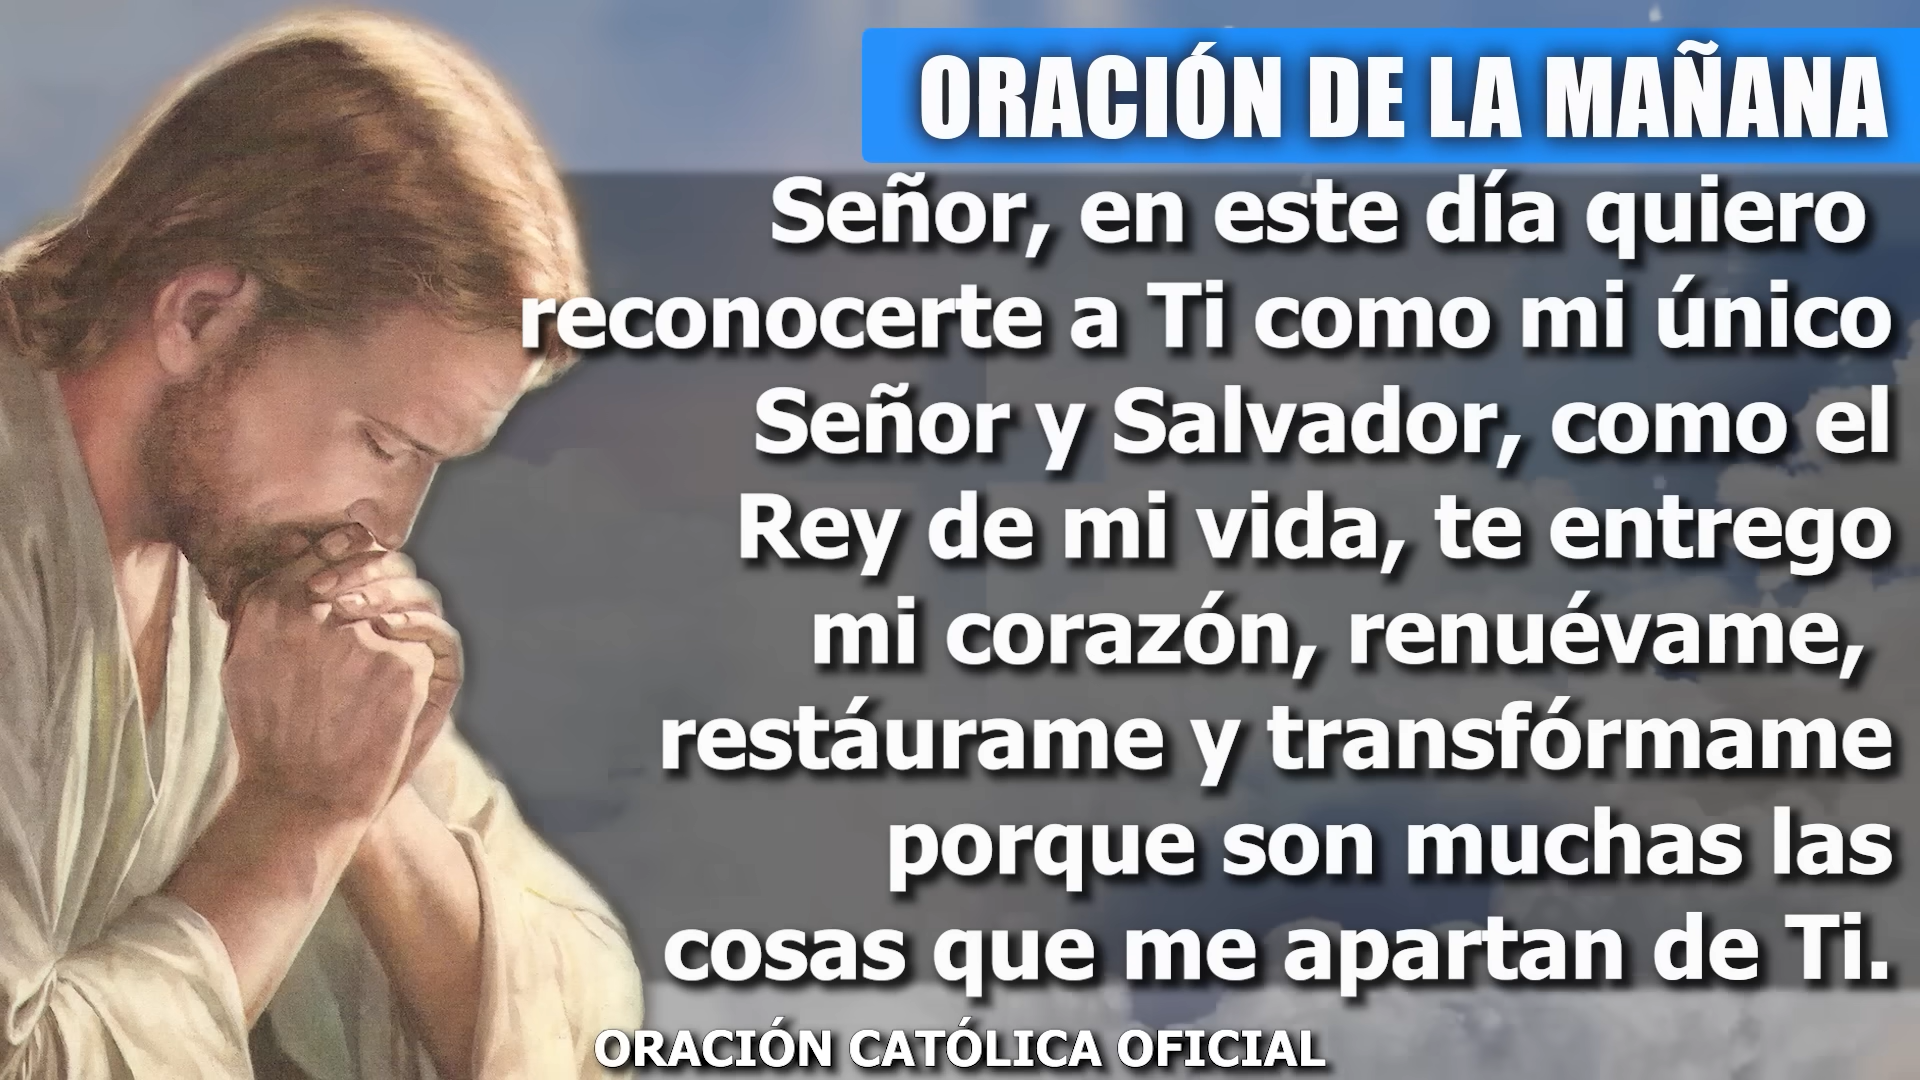 ORACIÓN DE LA MAÑANA
Señor, en este día quiero
reconocerte a Ti como mi único
Señor y Salvador, como el
Rey de mi vida, te entrego
mi corazón, renuévame,
restáurame y transfórmame
porque son muchas las
cosas que me apartan de Ti.
ORACIÓN CATÓLICA OFICIAL